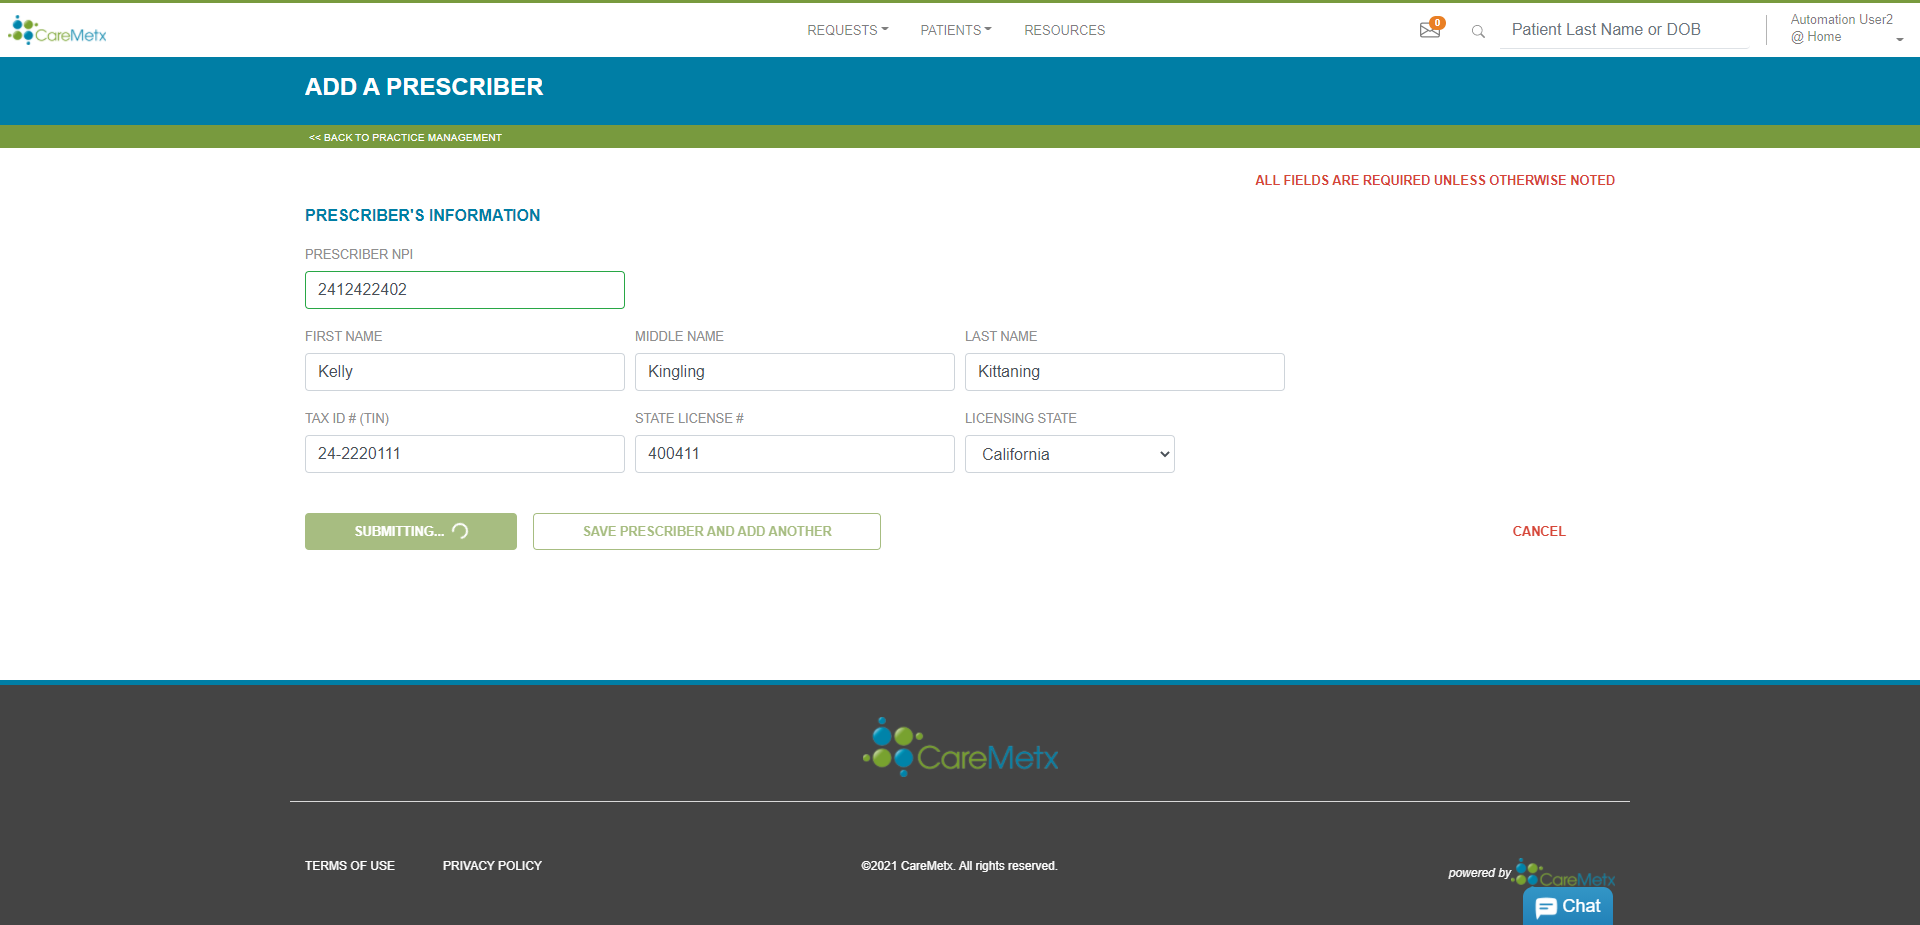 CareMetx
REQUESTS
PATIENTS
RESOURCES
0
Patient Last Name or DOB
Automation User2
@ Home
ADD A PRESCRIBER
<< BACK TO PRACTICE MANAGEMENT
ALL FIELDS ARE REQUIRED UNLESS OTHERWISE NOTED
PRESCRIBER'S INFORMATION
PRESCRIBER NPI
2412422402
FIRST NAME
MIDDLE NAME
LAST NAME
Kelly
Kingling
Kittaning
TAX ID # (TIN)
STATE LICENSE #
LICENSING STATE
24-2220111
400411
California
SUBMITTING...
SAVE PRESCRIBER AND ADD ANOTHER
CANCEL
CareMetx
TERMS OF USE
PRIVACY POLICY
©2021 CareMetx. All rights reserved.
powered by
CareMetx
Chat